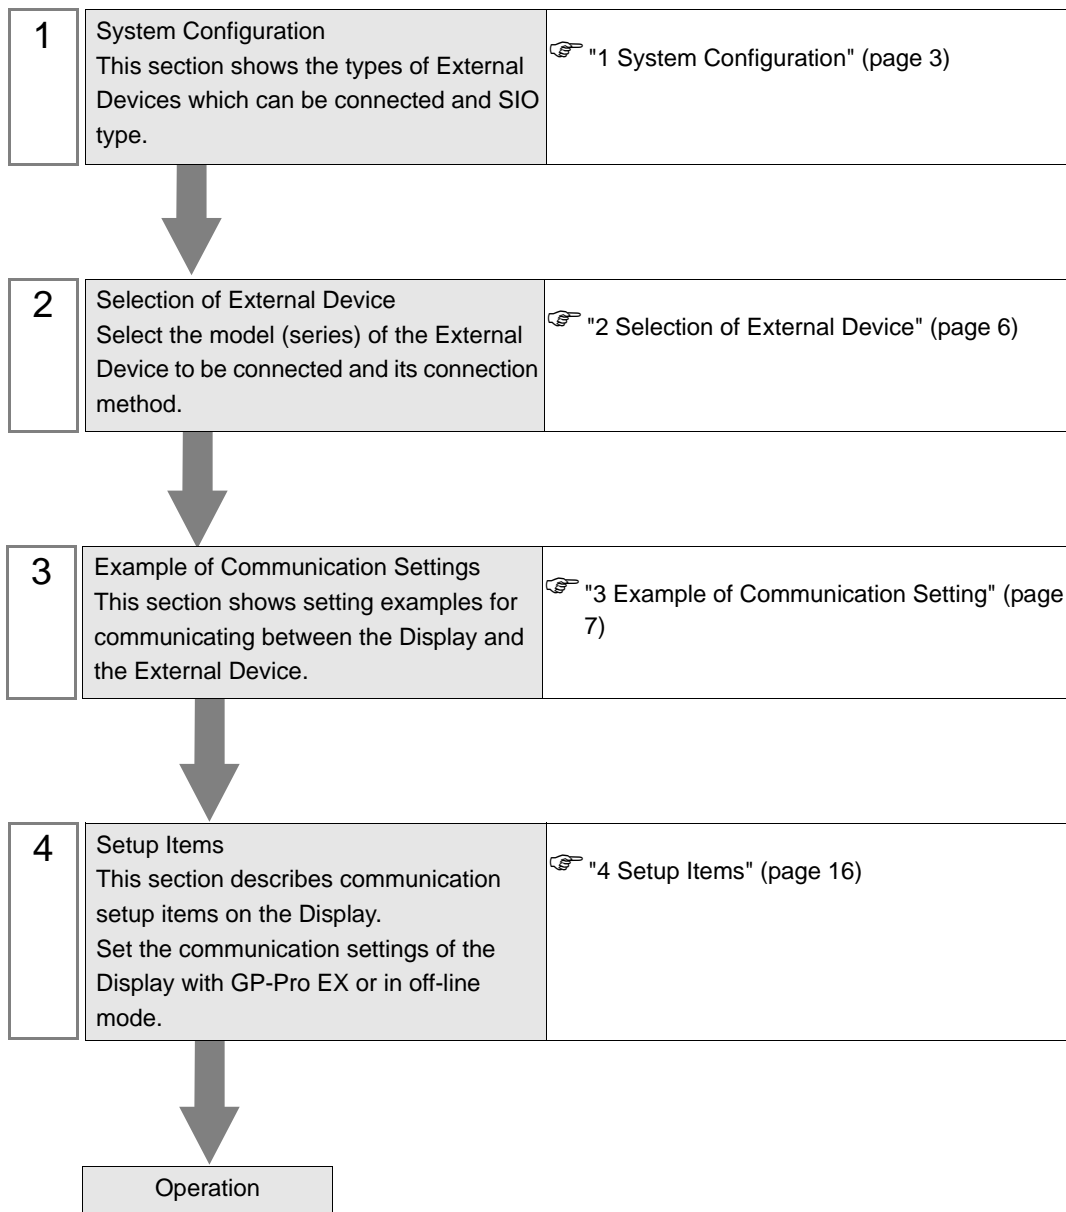 1
System Configuration
This section shows the types of External
Devices which can be connected and SIO
type.
"1 System Configuration" (page 3)
2
Selection of External Device
Select the model (series) of the External
Device to be connected and its connection
method.
"2 Selection of External Device" (page 6)
3
Example of Communication Settings
This section shows setting examples for
communicating between the Display and
the External Device.
"3 Example of Communication Setting" (page
7)
4
Setup Items
This section describes communication
setup items on the Display.
Set the communication settings of the
Display with GP-Pro EX or in off-line
mode.
"4 Setup Items" (page 16)
Operation